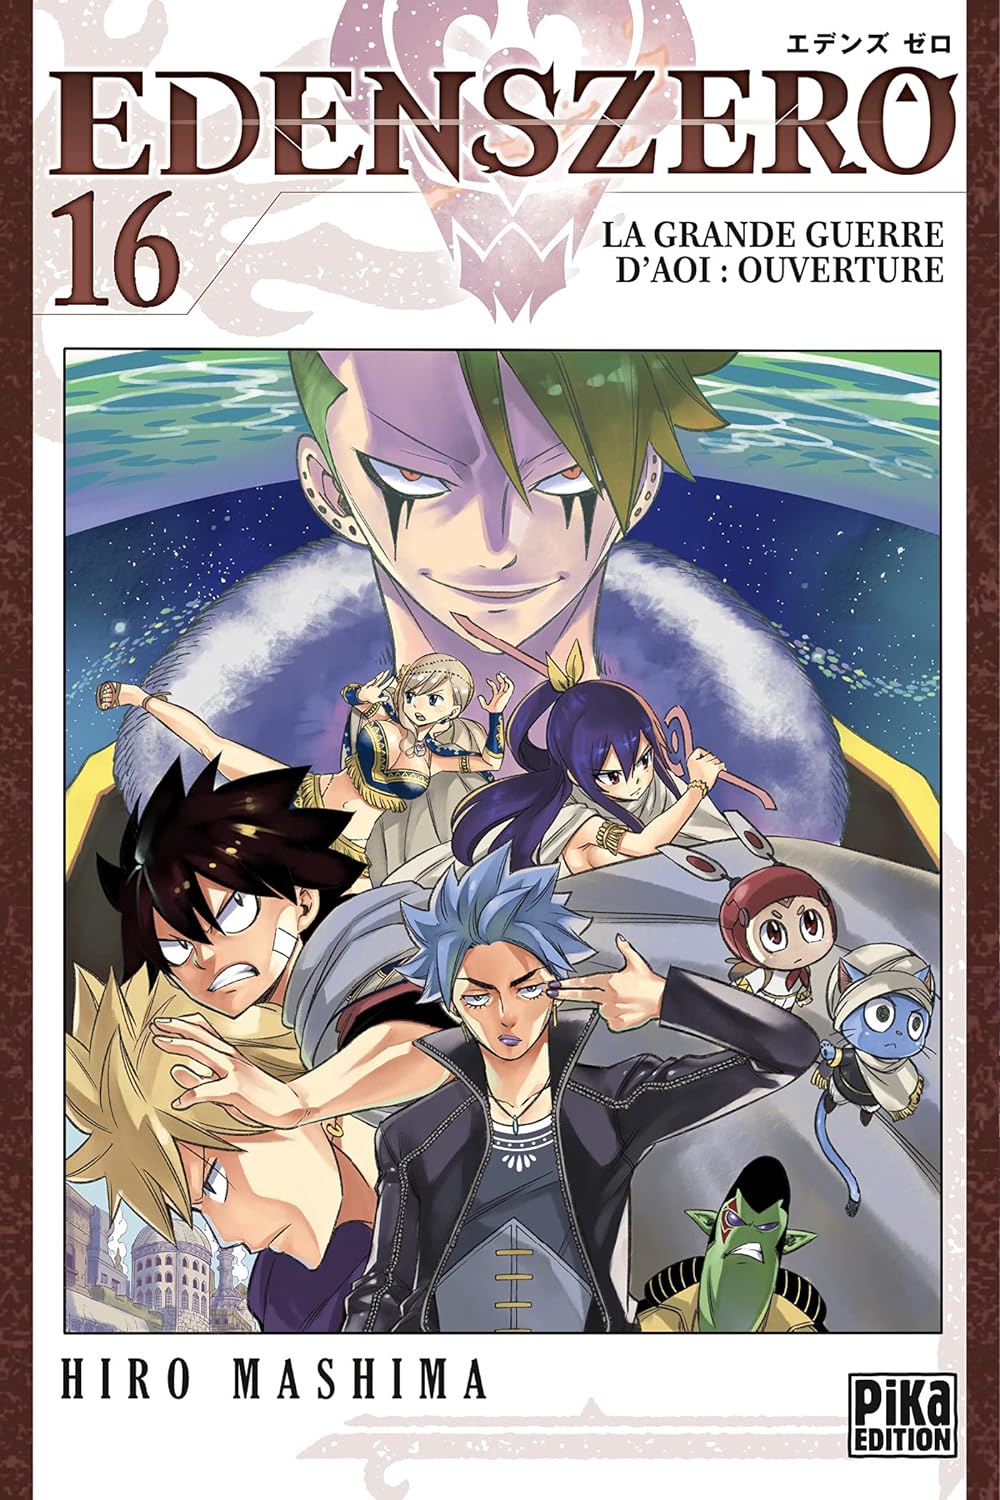 エデンズ ゼロ
EDENSZERO
16
LA GRANDE GUERRE
D'AOI : OUVERTURE
HIRO MASHIMA
PiKa
EDITION